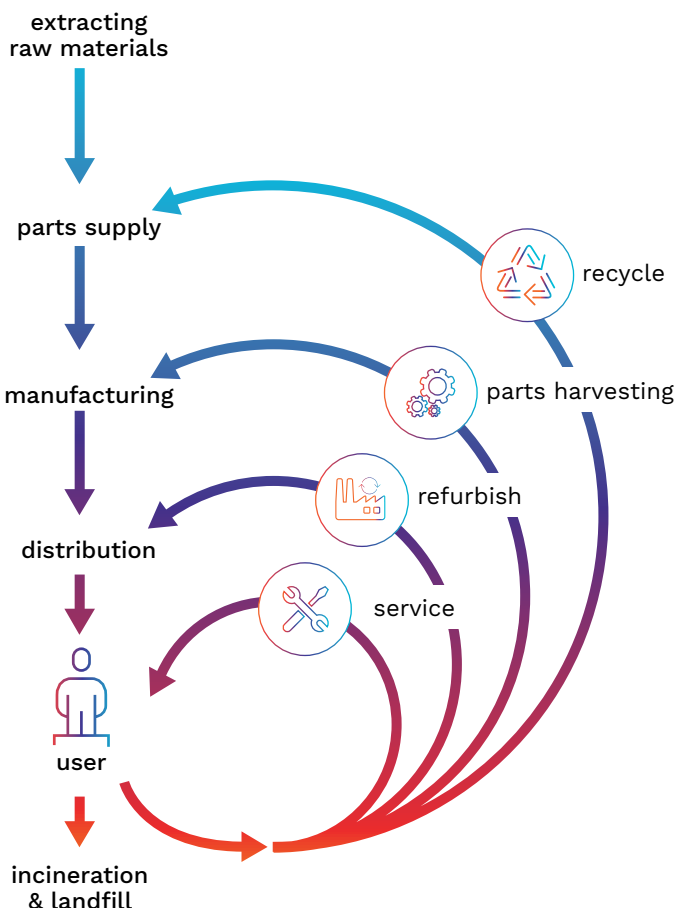 extracting
raw materials
parts supply
recycle
manufacturing
parts harvesting
refurbish
distribution
service
user
incineration
& landfill